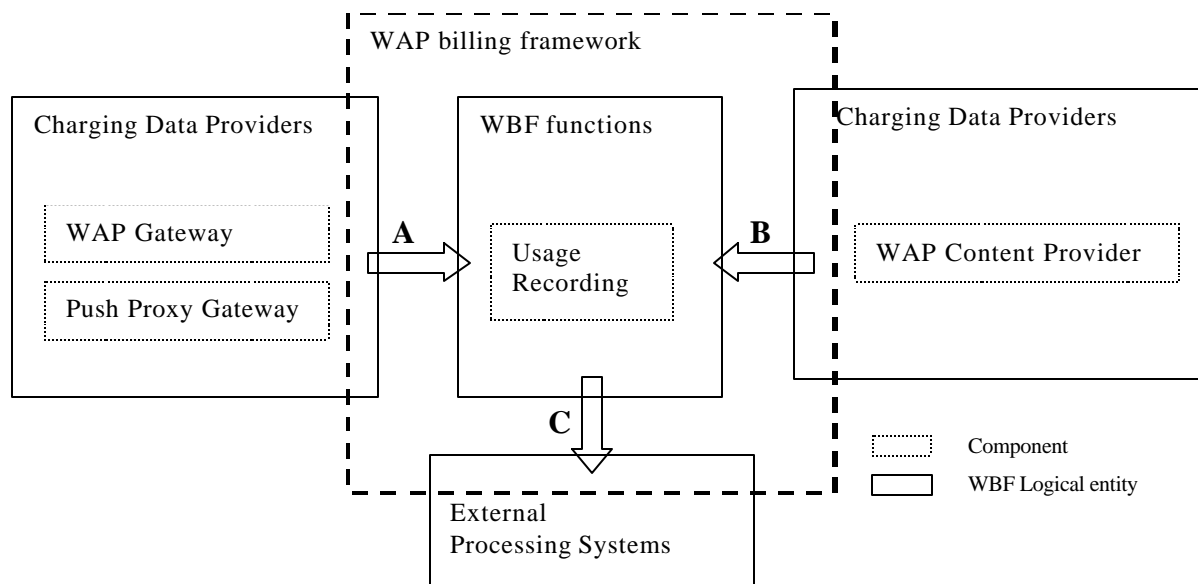 WAP billing framework
Charging Data Providers
WAP Gateway
Push Proxy Gateway
A
WBF functions
Usage
Recording
B
Charging Data Providers
WAP Content Provider
C
External
Processing Systems
Component
WBF Logical entity